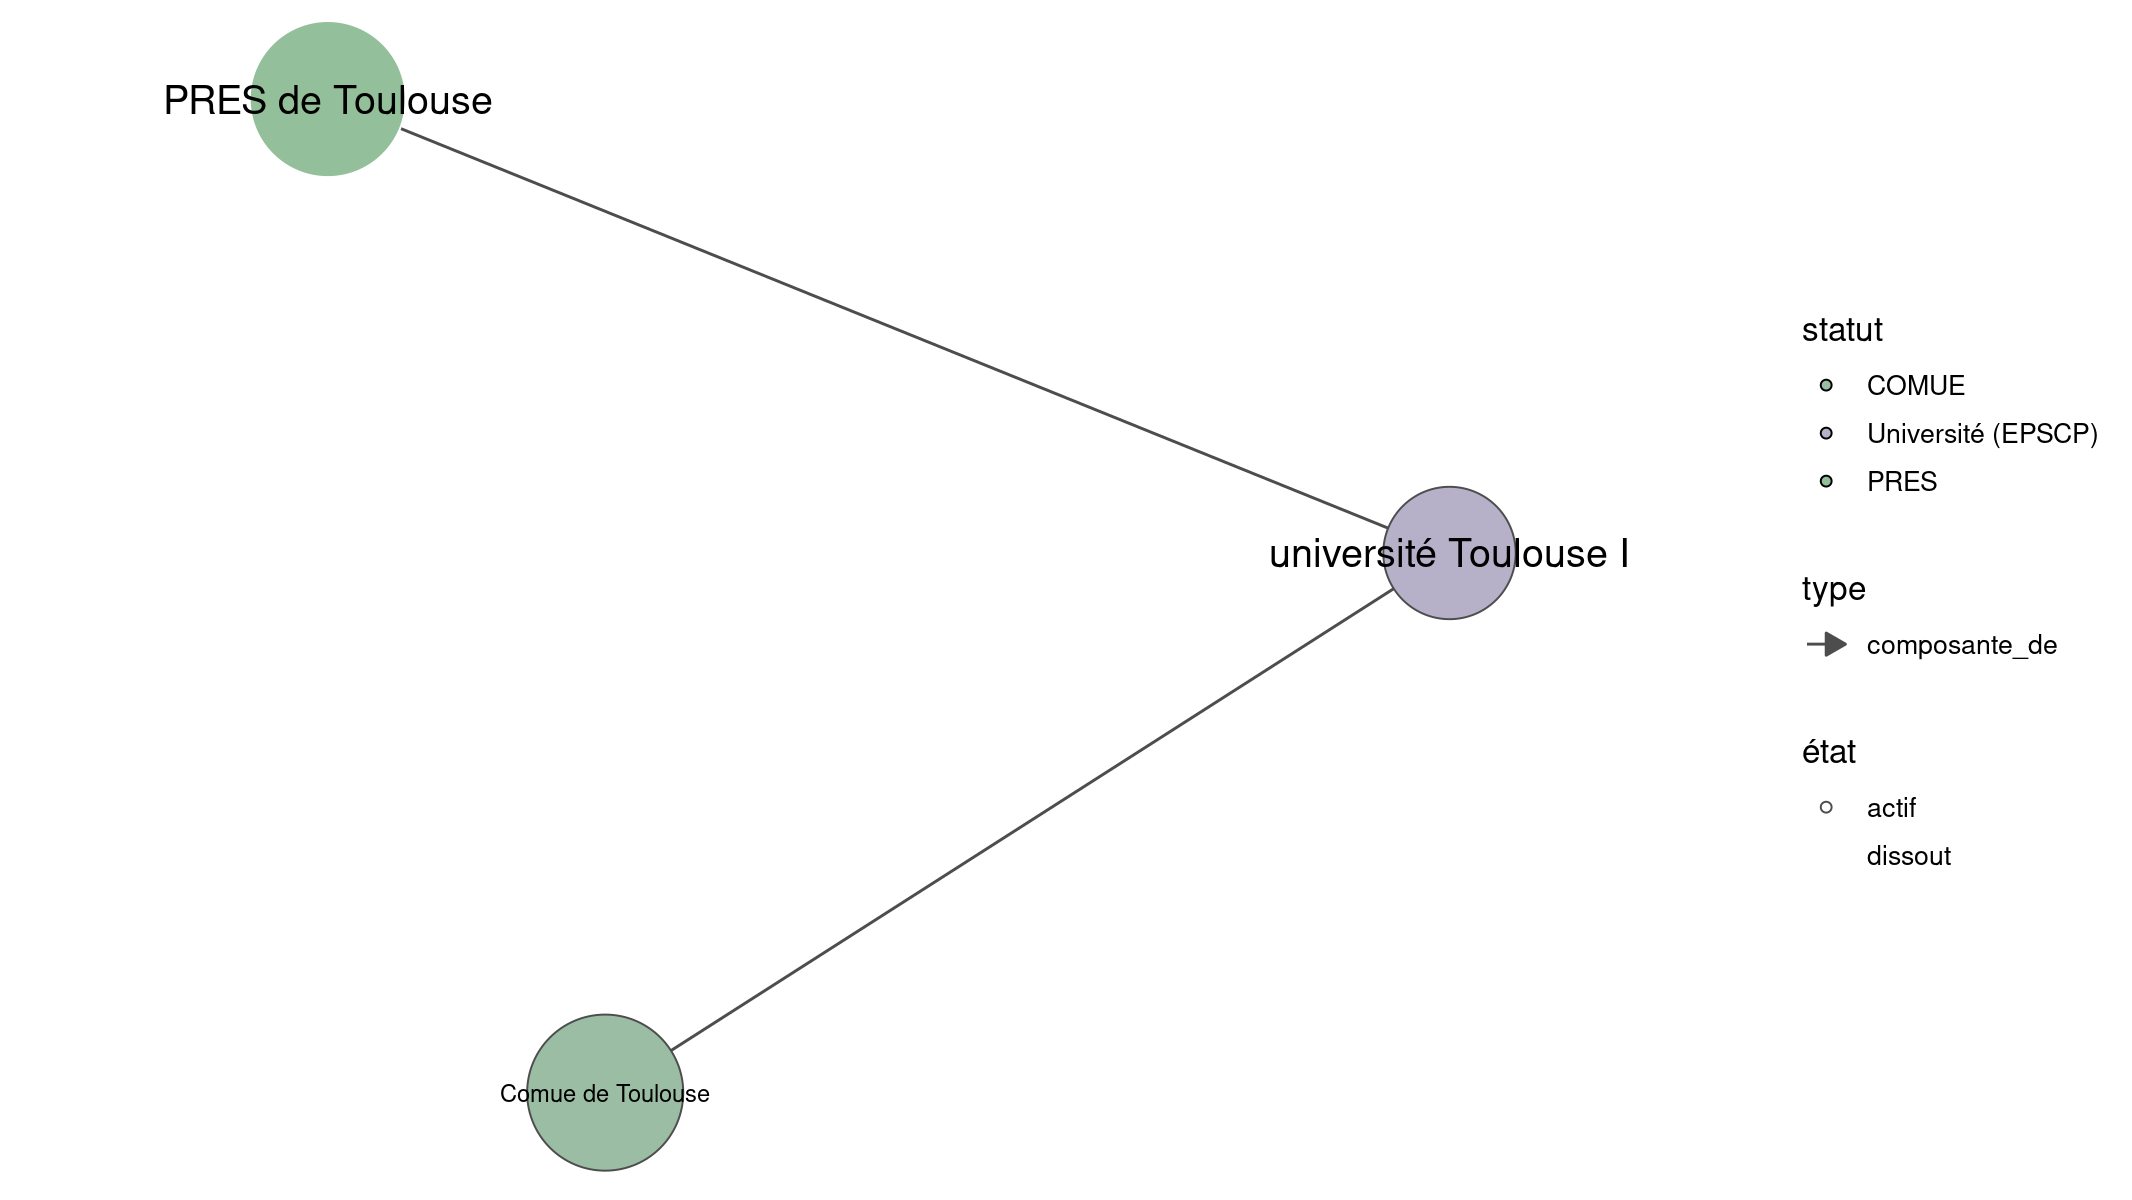 PRES de Toulouse
université Toulouse I
Comue de Toulouse
statut
COMUE
Université (EPSCP)
PRES
type
composante_de
état
actif
dissout